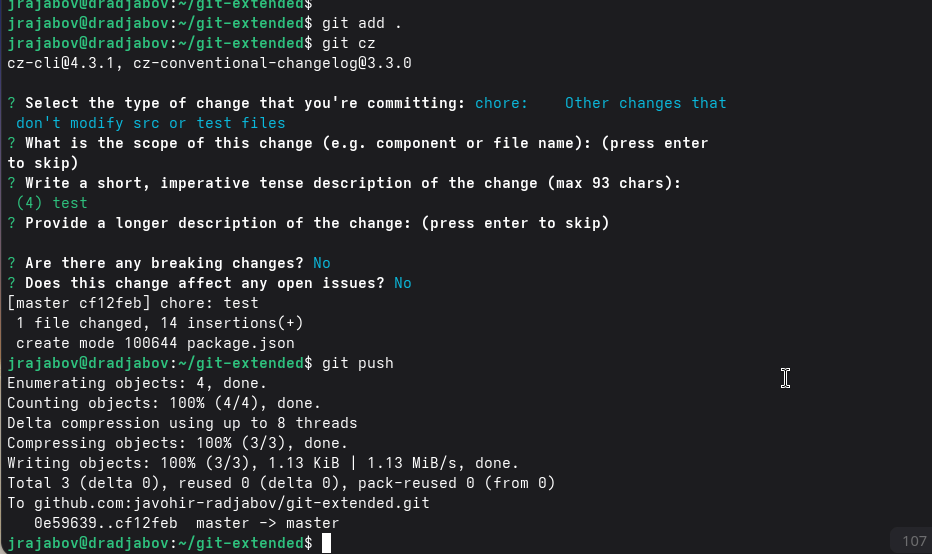 jrajabov@dradjabov:~/git-extended$
jrajabov@dradjabov:~/git-extended$ git add .
jrajabov@dradjabov:~/git-extended$ git cz
cz-cli@4.3.1, cz-conventional-changelog@3.3.0
? Select the type of change that you're committing: chore:    Other changes that
 don't modify src or test files
? What is the scope of this change (e.g. component or file name): (press enter
to skip)
? Write a short, imperative tense description of the change (max 93 chars):
 (4) test
? Provide a longer description of the change: (press enter to skip)
? Are there any breaking changes? No
? Does this change affect any open issues? No
[master cf12feb] chore: test
 1 file changed, 14 insertions(+)
 create mode 100644 package.json
jrajabov@dradjabov:~/git-extended$ git push
Enumerating objects: 4, done.
Counting objects: 100% (4/4), done.
Delta compression using up to 8 threads
Compressing objects: 100% (3/3), done.
Writing objects: 100% (3/3), 1.13 KiB | 1.13 MiB/s, done.
Total 3 (delta 0), reused 0 (delta 0), pack-reused 0 (from 0)
To github.com:javohir-radjabov/git-extended.git
   0e59639..cf12feb  master -> master
jrajabov@dradjabov:~/git-extended$
107